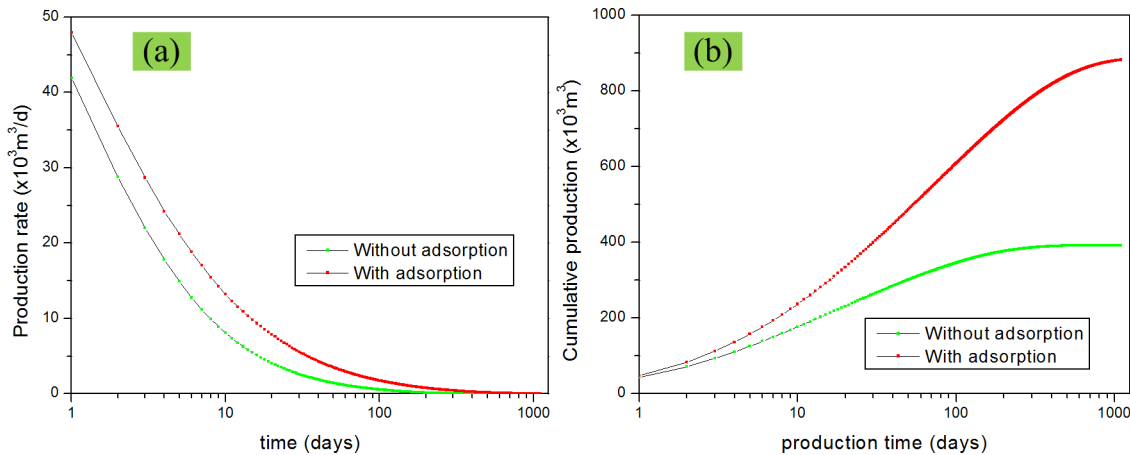 (a)
Production rate (x10³m³/d)
50
40
30
20
10
0
Without adsorption
With adsorption
1
10
100
1000
time (days)
(b)
Cumulative production (x10³m³)
1000
800
600
400
200
0
Without adsorption
With adsorption
1
10
100
1000
production time (days)